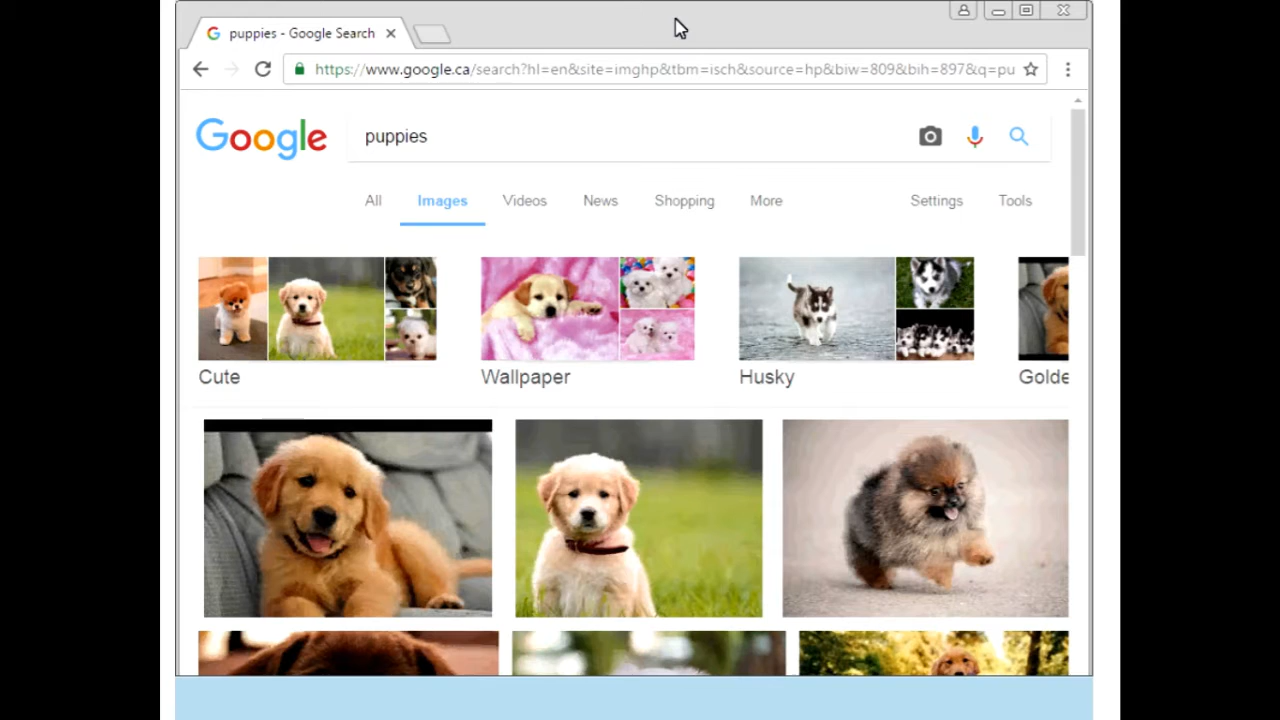 puppies - Google Search
https://www.google.ca/search?hl=en&site=imghp&tbm=isch&source=hp&biw=809&bih=897&q=pu
Google puppies
All Images Videos News Shopping More Settings Tools
Cute Wallpaper Husky Golde